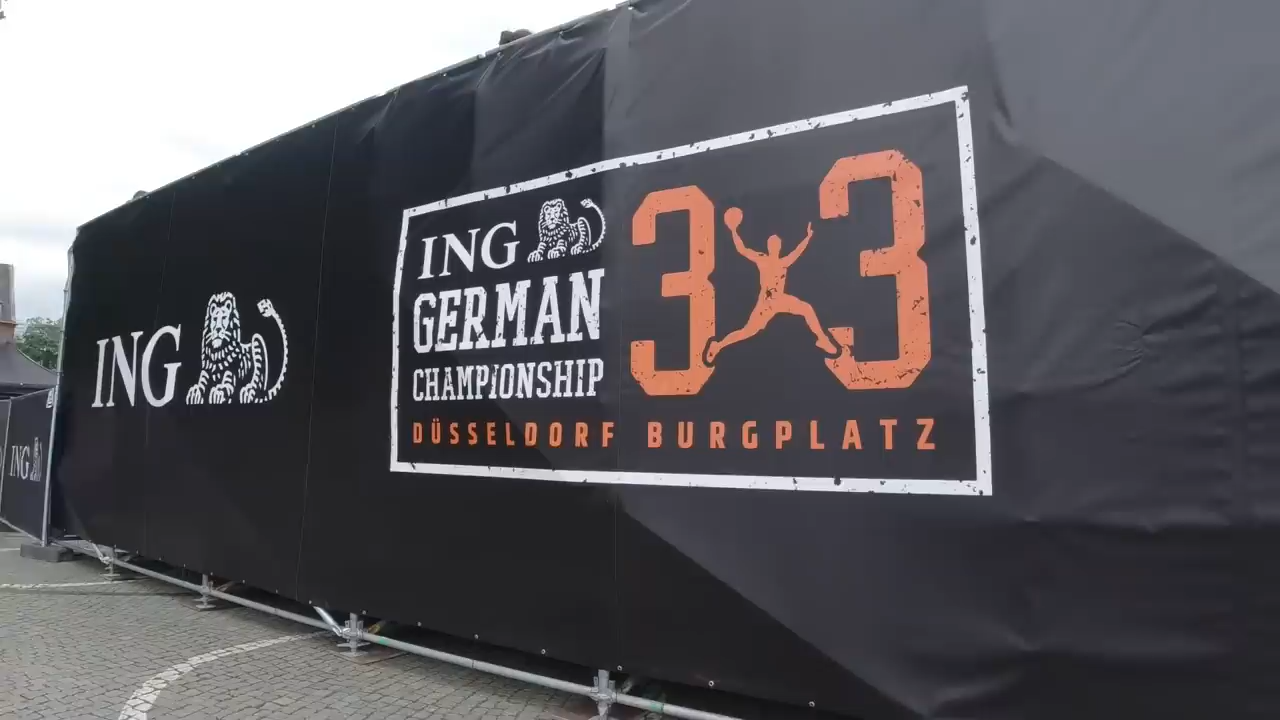 ING
ING
ING
GERMAN
CHAMPIONSHIP
3x3
DÜSSELDORF BURGPLATZ